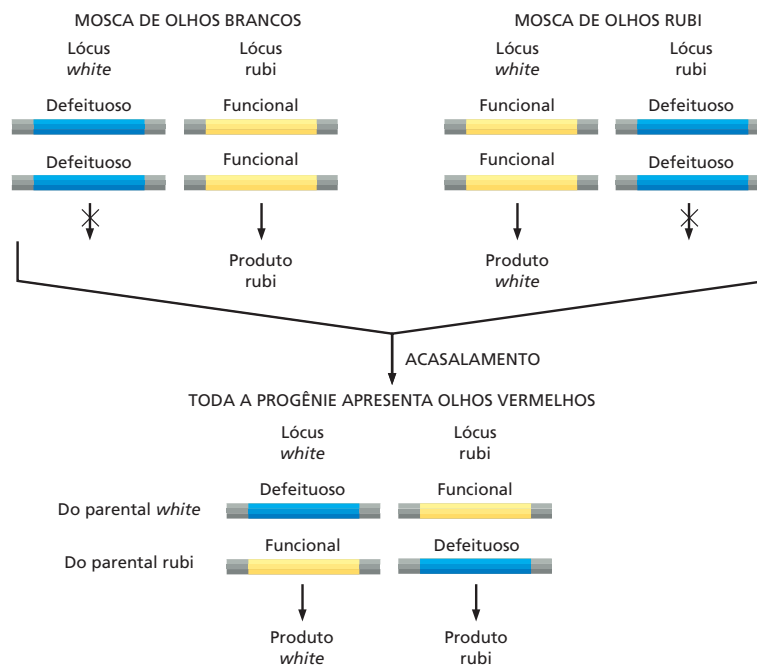 MOSCA DE OLHOS BRANCOS
Lócus
white
Lócus
rubi
Defeituoso
Funcional
Defeituoso
Funcional
Produto
rubi
MOSCA DE OLHOS RUBI
Lócus
white
Lócus
rubi
Funcional
Defeituoso
Funcional
Defeituoso
Produto
white
ACASALAMENTO
TODA A PROGÊNIE APRESENTA OLHOS VERMELHOS
Lócus
white
Lócus
rubi
Defeituoso
Funcional
Do parental white
Funcional
Defeituoso
Do parental rubi
Produto
white
Produto
rubi